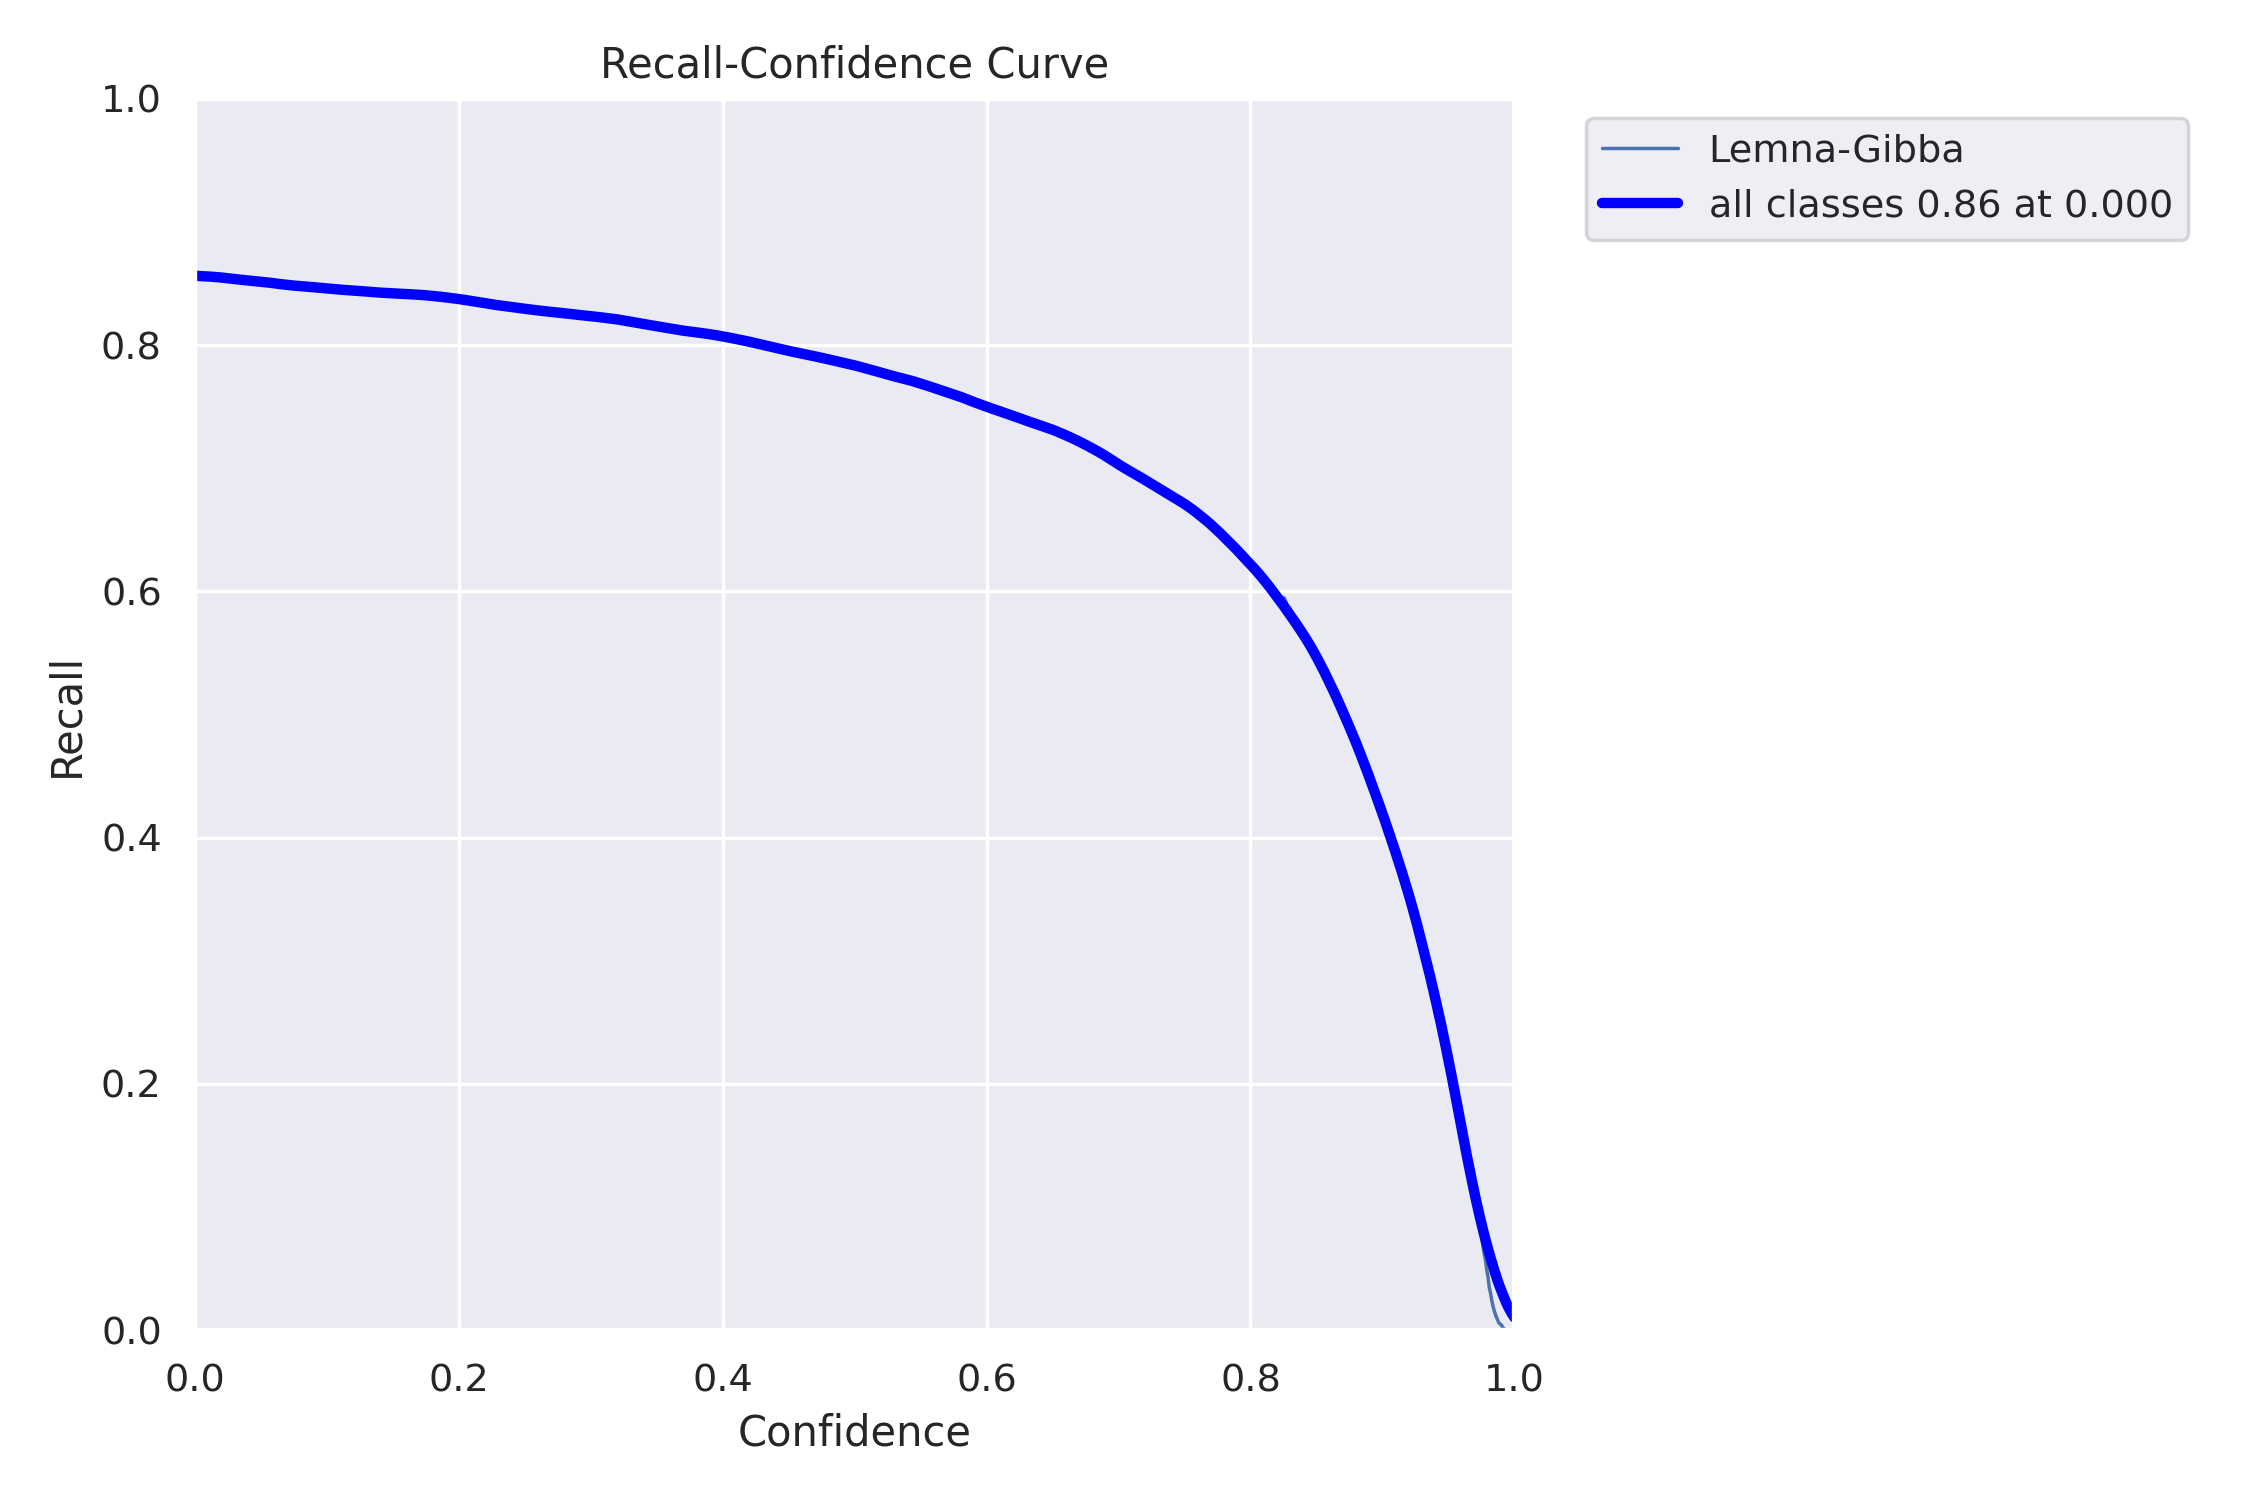 Recall-Confidence Curve
1.0
0.8
0.6
0.4
0.2
0.0
Recall
0.0 0.2 0.4 0.6 0.8 1.0
Confidence
Lemna-Gibba
all classes 0.86 at 0.000